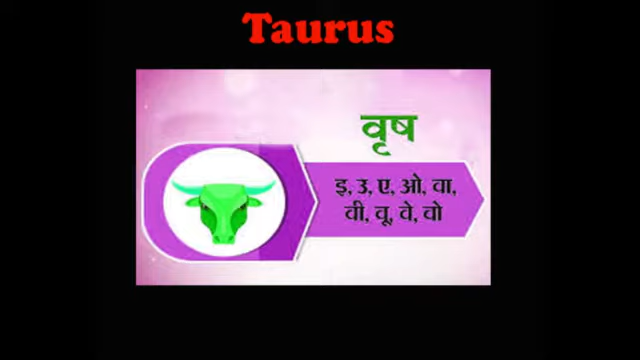 Taurus
वृष
इ, उ, ए, ओ, वा,
वी, वू, वे, वो